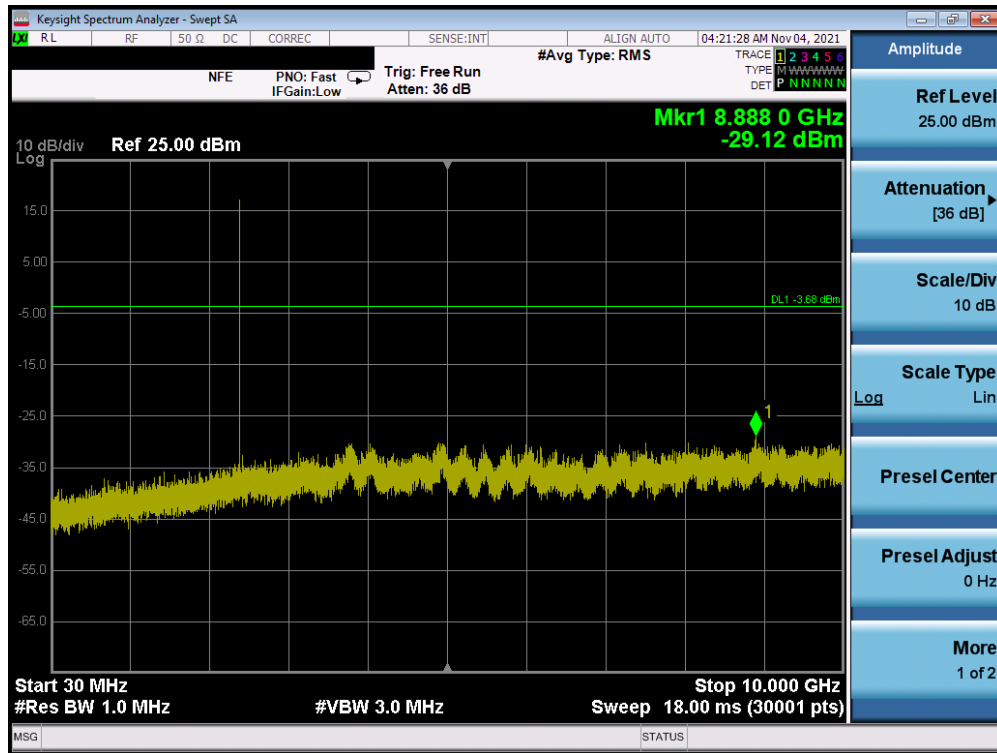 Keysight Spectrum Analyzer - Swept SA
LXI RL RF 50 Ω DC CORREC SENSE:INT ALIGN AUTO 04:21:28 AM Nov 04, 2021
NFE PNO: Fast Trig: Free Run #Avg Type: RMS TRACE 1 2 3 4 5 6
IFGain:Low Atten: 36 dB TYPE M W W W W W
DET P N N N N N
Mkr1 8.888 0 GHz
-29.12 dBm
10 dB/div Ref 25.00 dBm
Log
15.0
5.00
DL1 -3.68 dBm
-5.00
-15.0
1
-25.0
-35.0
-45.0
-55.0
-65.0
Start 30 MHz Stop 10.000 GHz
#Res BW 1.0 MHz #VBW 3.0 MHz Sweep 18.00 ms (30001 pts)
MSG STATUS
Amplitude
Ref Level
25.00 dBm
Attenuation
[36 dB]
Scale/Div
10 dB
Scale Type
Log Lin
Presel Center
Presel Adjust
0 Hz
More
1 of 2